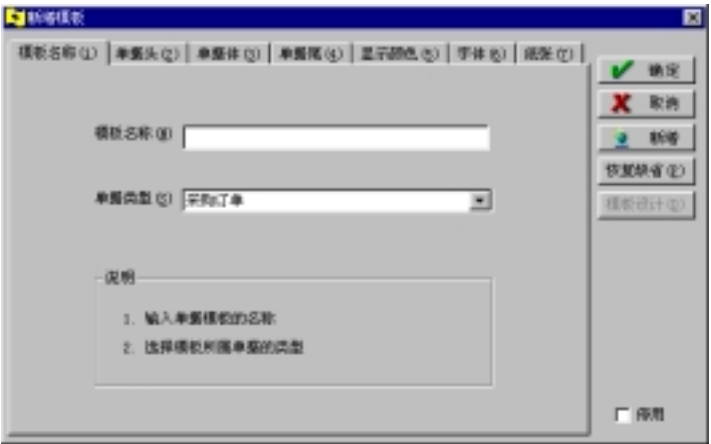 新增模板
模板名称(1) 单据头(2) 单据体(3) 单据尾(4) 显示颜色(5) 字体(6) 纸张(7)
确定
取消
模板名称(N)
新增
恢复缺省(P)
单据类型(S) 采购订单
模板设计(D)
说明
1. 输入单据模板的名称
2. 选择模板所属单据的类型
停用